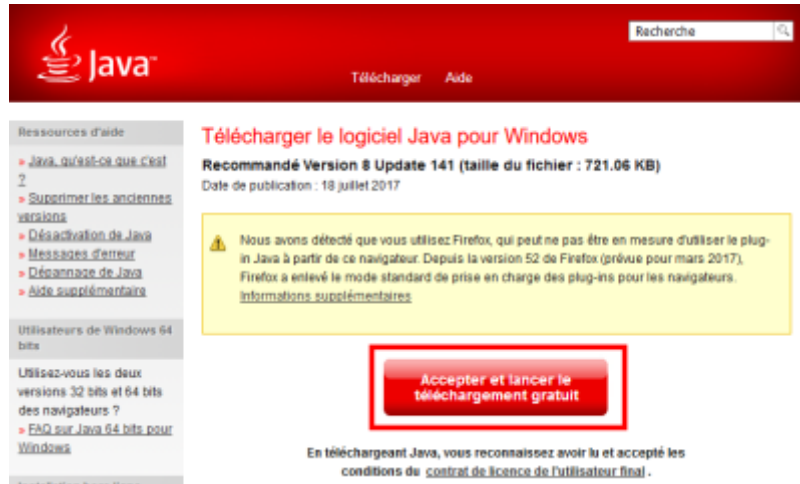 Java
Recherche
Télécharger Aide
Ressources d'aide
» Java, qu'est-ce que c'est
?
» Supprimer les anciennes
versions
» Désactivation de Java
» Messages d'erreur
» Dépannage de Java
» Aide supplémentaire
Utilisateurs de Windows 64
bits
Utilisez-vous les deux
versions 32 bits et 64 bits
des navigateurs ?
» FAQ sur Java 64 bits pour
Windows
Télécharger le logiciel Java pour Windows
Recommandé Version 8 Update 141 (taille du fichier : 721.06 KB)
Date de publication : 18 juillet 2017
Nous avons détecté que vous utilisez Firefox, qui peut ne pas être en mesure d'utiliser le plug-
in Java à partir de ce navigateur. Depuis la version 52 de Firefox (prévue pour mars 2017),
Firefox a enlevé le mode standard de prise en charge des plug-ins pour les navigateurs.
Informations supplémentaires
Accepter et lancer le
téléchargement gratuit
En téléchargeant Java, vous reconnaissez avoir lu et accepté les
conditions du contrat de licence de l'utilisateur final .